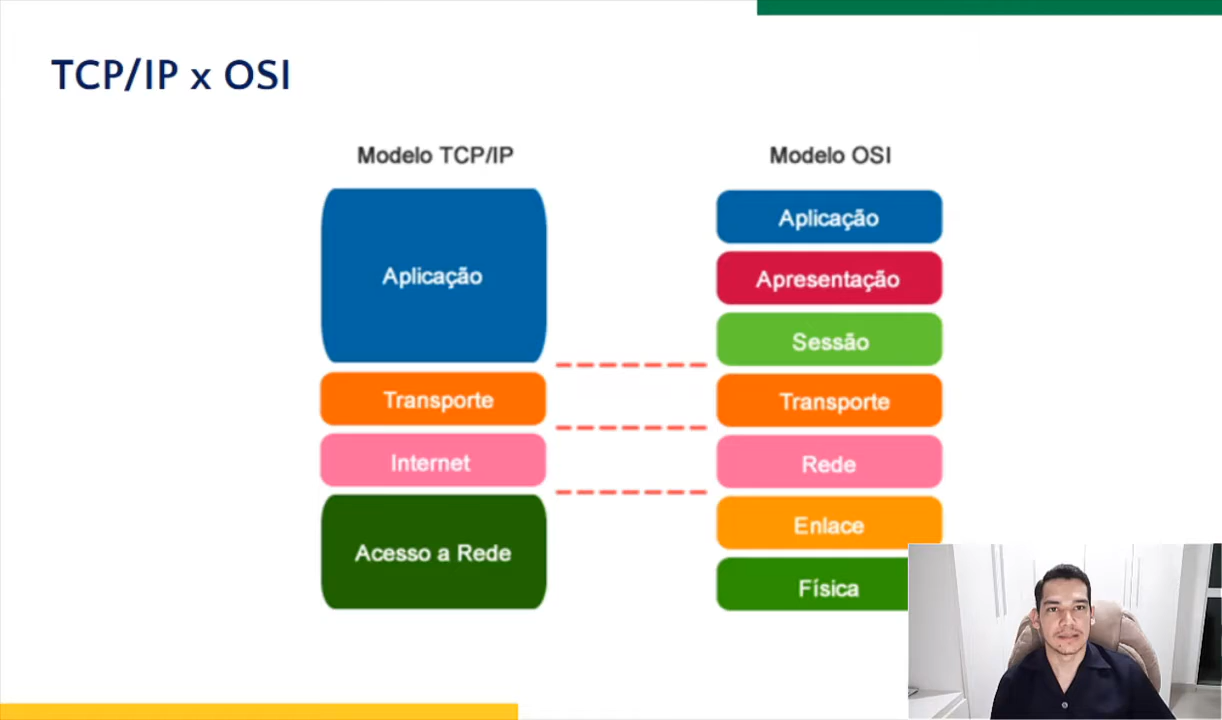 TCP/IP x OSI
Modelo TCP/IP
Aplicação
Transporte
Internet
Acesso a Rede
Modelo OSI
Aplicação
Apresentação
Sessão
Transporte
Rede
Enlace
Física